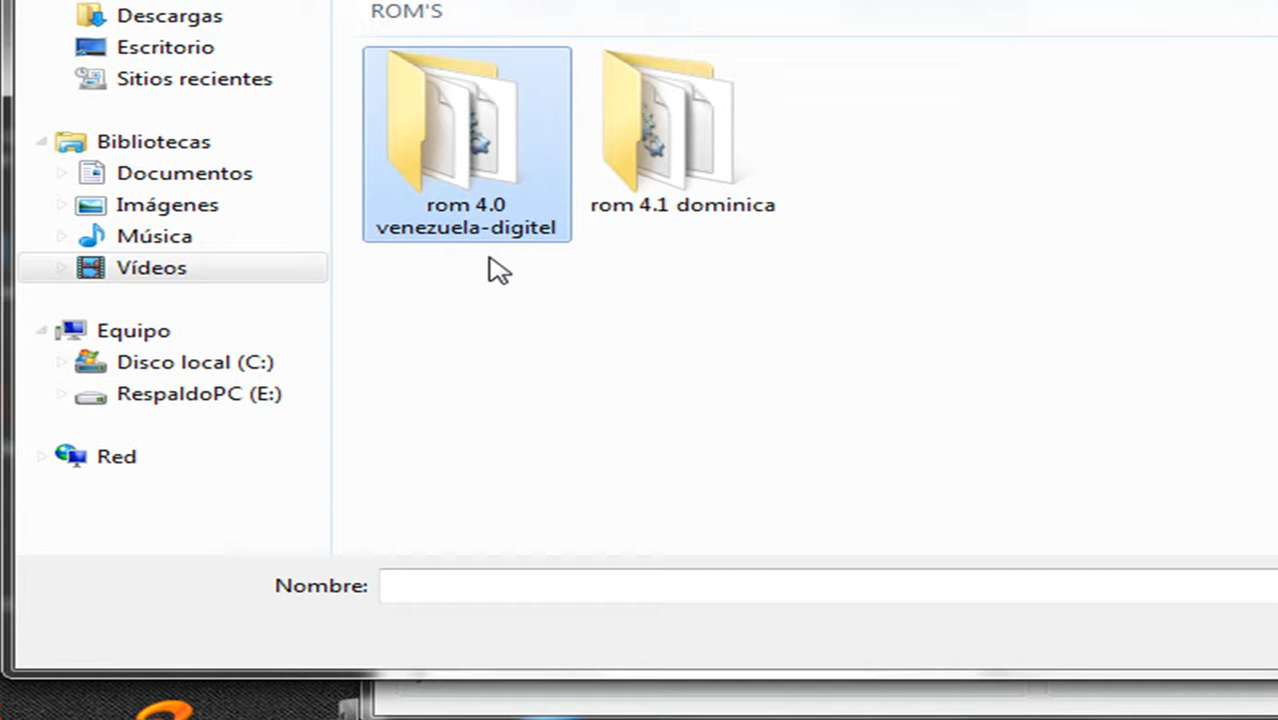 ROM'S
Descargas
Escritorio
Sitios recientes
Bibliotecas
Documentos
Imágenes
Música
Vídeos
Equipo
Disco local (C:)
RespaldoPC (E:)
Red
rom 4.0
venezuela-digitel
rom 4.1 dominica
Nombre: